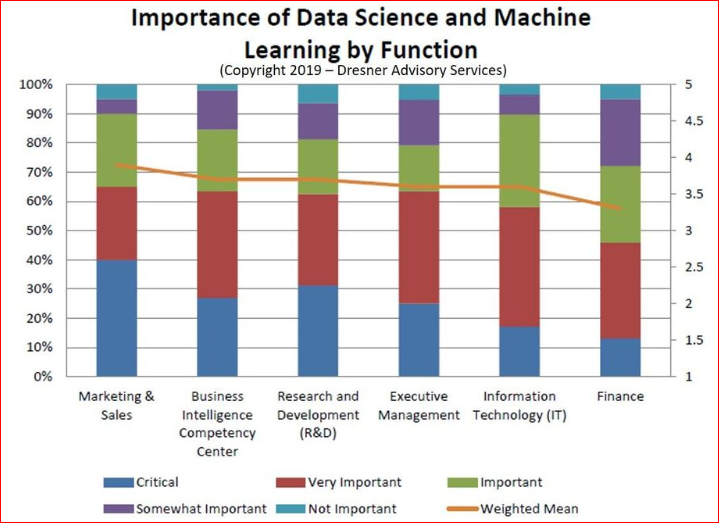 Importance of Data Science and Machine
Learning by Function
(Copyright 2019 – Dresner Advisory Services)
100%
90%
80%
70%
60%
50%
40%
30%
20%
10%
0%
5
4.5
4
3.5
3
2.5
2
1.5
1
Marketing &
Sales
Business
Intelligence
Competency
Center
Research and
Development
(R&D)
Executive
Management
Information
Technology (IT)
Finance
Critical
Very Important
Important
Somewhat Important
Not Important
Weighted Mean